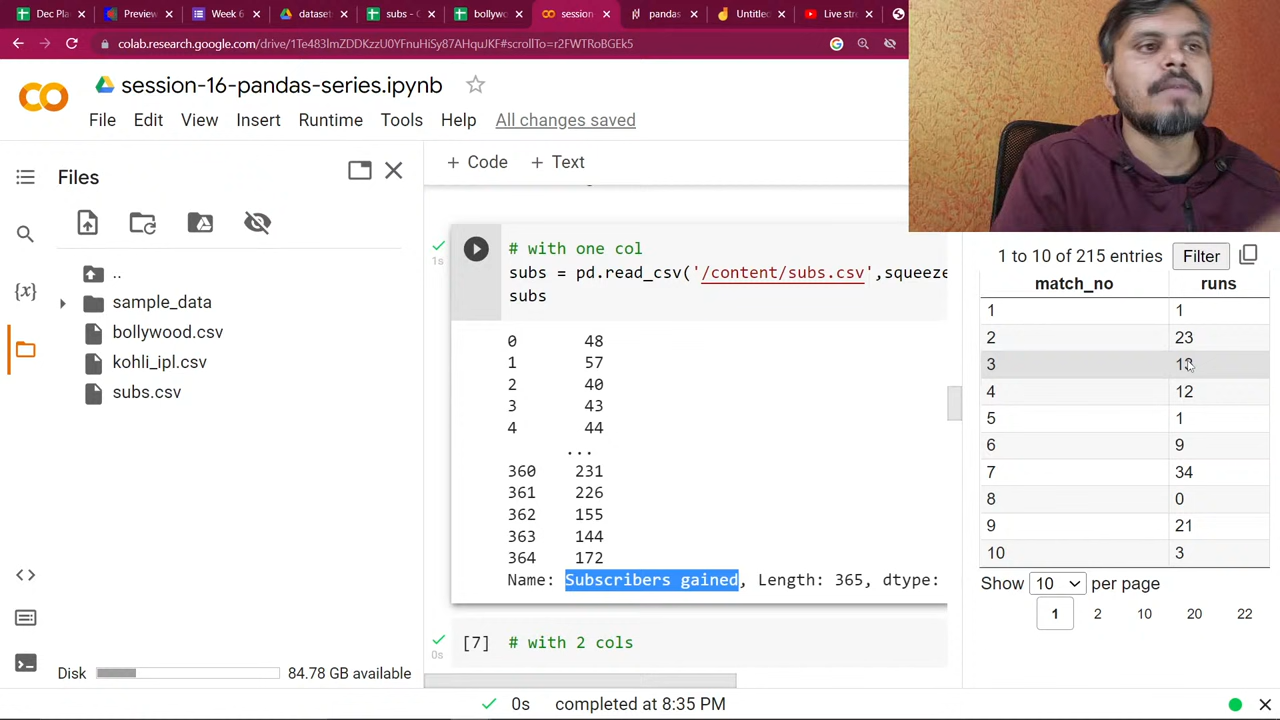 Dec Pla
Preview
Week 6
dataset
subs - C
bollywo
session
pandas
Untitle
Live str
colab.research.google.com/drive/1Te483lmZDDKzzU0YFnuHiSy87AHquJKF#scrollTo=r2FWTRoBGEk5
session-16-pandas-series.ipynb
File Edit View Insert Runtime Tools Help All changes saved
Files
+ Code + Text
..
sample_data
bollywood.csv
kohli_ipl.csv
subs.csv
Disk 84.78 GB available
1s
# with one col
subs = pd.read_csv('/content/subs.csv',squeeze
subs
0 48
1 57
2 40
3 43
4 44
...
360 231
361 226
362 155
363 144
364 172
Name: Subscribers gained, Length: 365, dtype:
[7] # with 2 cols
0s
1 to 10 of 215 entries Filter
match_no runs
1 1
2 23
3
4 12
5 1
6 9
7 34
8 0
9 21
10 3
Show 10 per page
1 2 10 20 22
0s completed at 8:35 PM